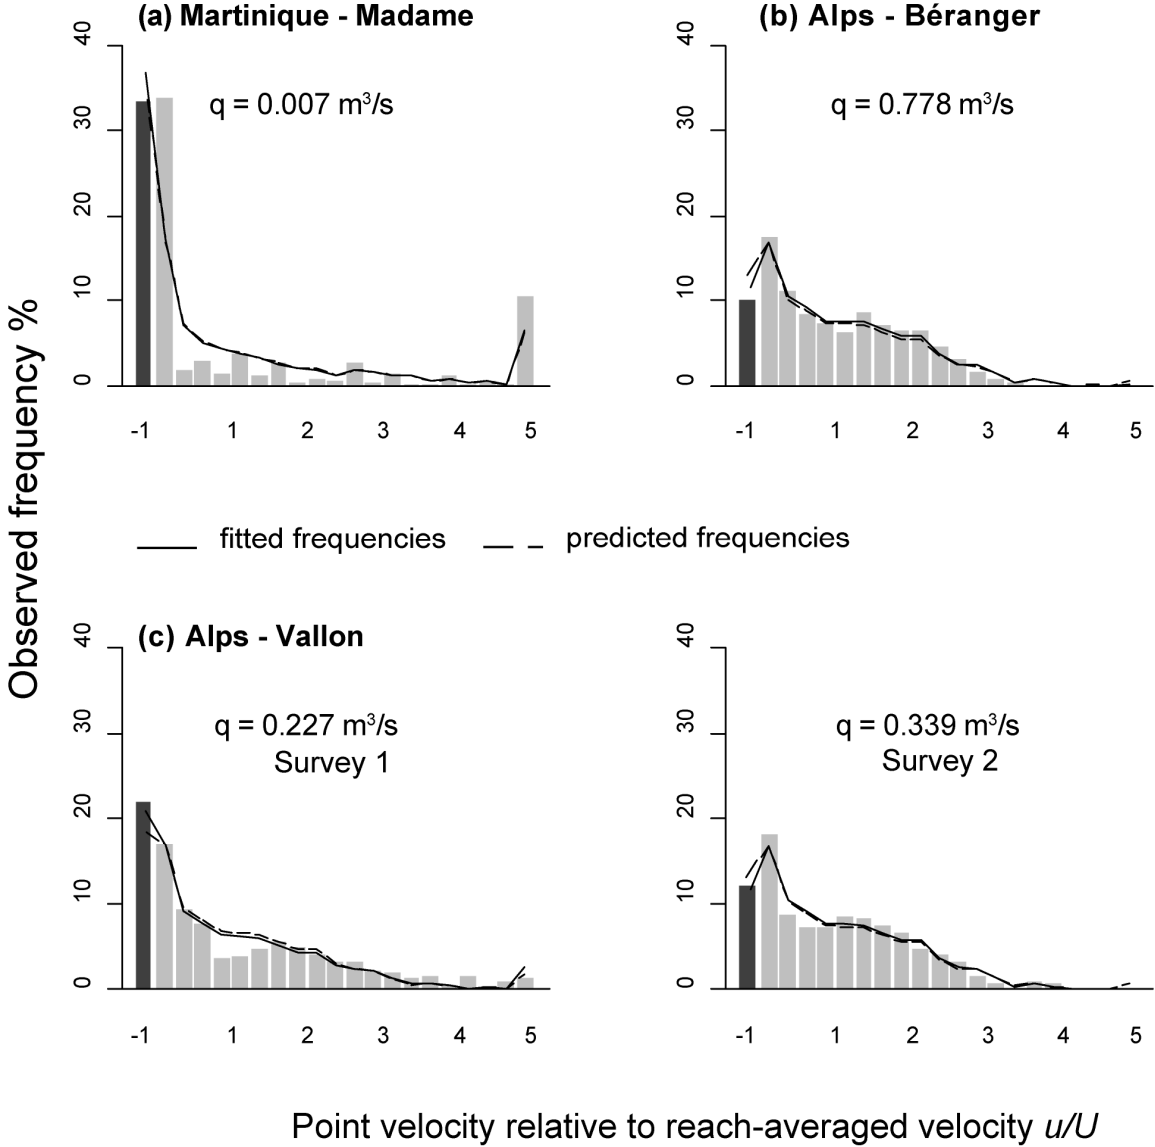 (a) Martinique - Madame
(b) Alps - Béranger
40
30
20
10
0
q = 0.007 m³/s
-1 1 2 3 4 5
40
30
20
10
0
q = 0.778 m³/s
-1 1 2 3 4 5
Observed frequency %
fitted frequencies
predicted frequencies
(c) Alps - Vallon
40
30
20
10
0
q = 0.227 m³/s
Survey 1
-1 1 2 3 4 5
40
30
20
10
0
q = 0.339 m³/s
Survey 2
-1 1 2 3 4 5
Point velocity relative to reach-averaged velocity u/U